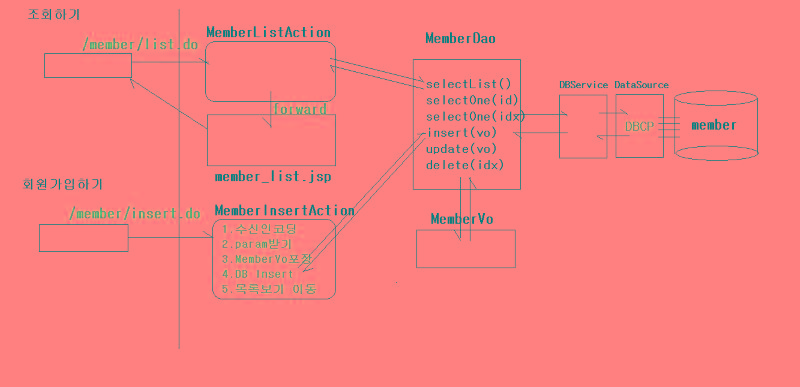 조회하기
/member/list.do
MemberListAction
forward
member_list.jsp
MemberDao
selectList()
selectOne(id)
selectOne(idx)
insert(vo)
update(vo)
delete(idx)
DBService
DataSource
DBCP
member
MemberVo
회원가입하기
/member/insert.do
MemberInsertAction
1.수신인코딩
2.param받기
3.MemberVo포장
4.DB Insert
5.목록보기 이동